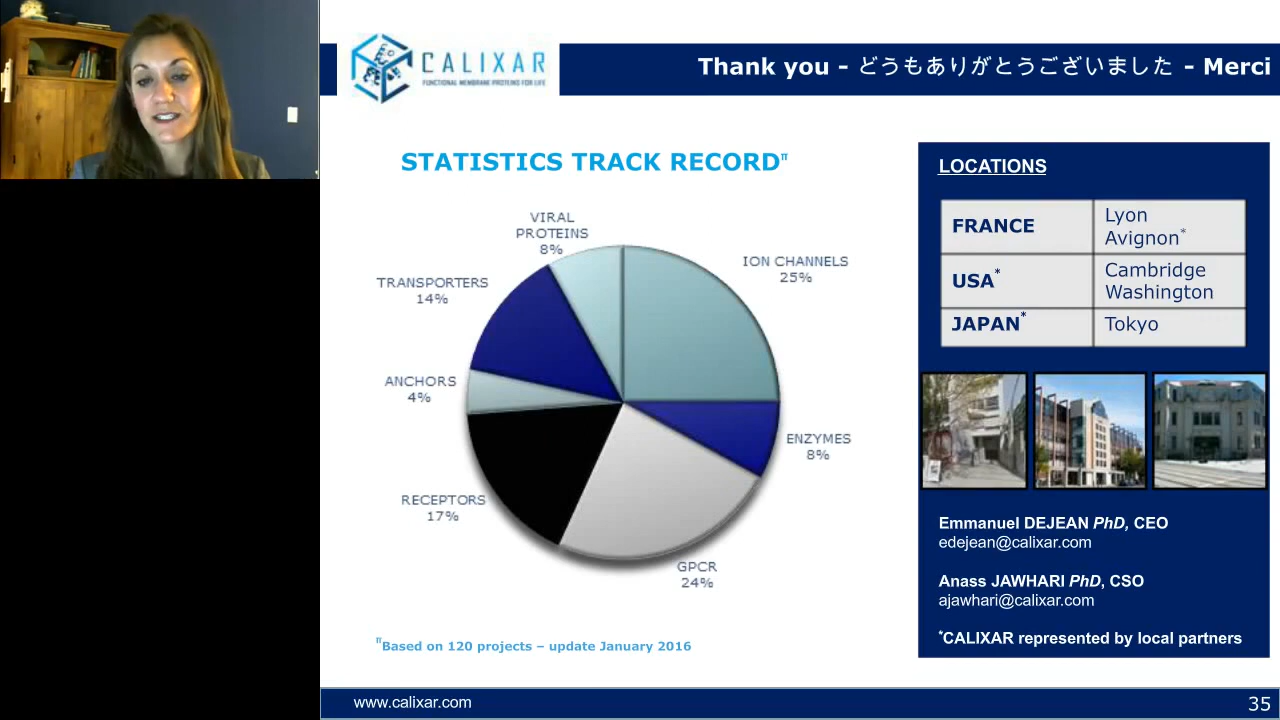 CALIXAR
FUNCTIONAL MEMBRANE PROTEINS FOR LIFE
Thank you - どうもありがとうございました - Merci
STATISTICS TRACK RECORDπ
VIRAL
PROTEINS
8%
ION CHANNELS
25%
TRANSPORTERS
14%
ANCHORS
4%
ENZYMES
8%
RECEPTORS
17%
GPCR
24%
πBased on 120 projects – update January 2016
LOCATIONS
FRANCE
Lyon
Avignon*
USA*
Cambridge
Washington
JAPAN*
Tokyo
Emmanuel DEJEAN PhD, CEO
edejean@calixar.com
Anass JAWHARI PhD, CSO
ajawhari@calixar.com
*CALIXAR represented by local partners
www.calixar.com
35